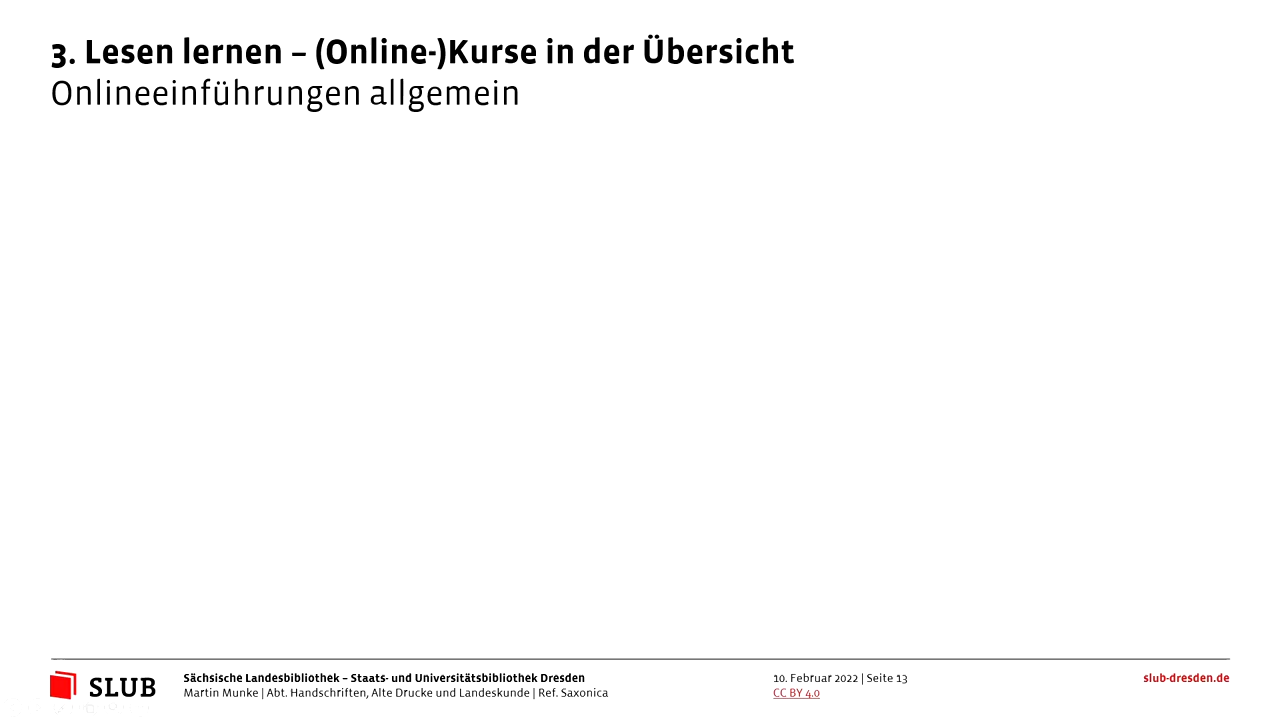 3. Lesen lernen – (Online-)Kurse in der Übersicht
Onlineeinführungen allgemein
SLUB
Sächsische Landesbibliothek – Staats- und Universitätsbibliothek Dresden
Martin Munke | Abt. Handschriften, Alte Drucke und Landeskunde | Ref. Saxonica
10. Februar 2022 | Seite 13
CC BY 4.0
slub-dresden.de